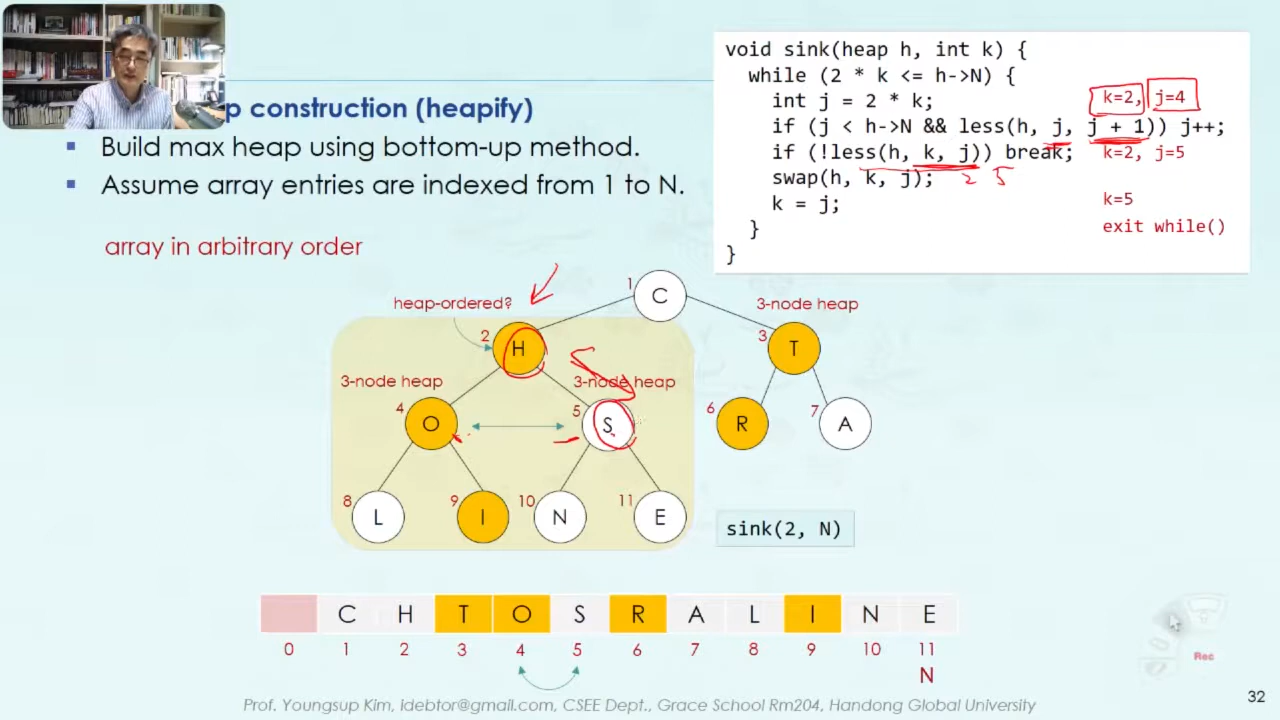 void sink(heap h, int k) {
while (2 * k <= h->N) {
int j = 2 * k;
k=2, j=4
if (j < h->N && less(h, j, j + 1)) j++;
if (!less(h, k, j)) break;
k=2, j=5
swap(h, k, j);
2 5
k = j;
k=5
}
exit while()
}
p construction (heapify)
Build max heap using bottom-up method.
Assume array entries are indexed from 1 to N.
array in arbitrary order
heap-ordered?
1
C
3-node heap
2
H
3
T
3-node heap
3-node heap
4
O
5
S
6
R
7
A
8
L
9
I
10
N
11
E
sink(2, N)
C H T O S R A L I N E
0 1 2 3 4 5 6 7 8 9 10 11
N
Rec
Prof. Youngsup Kim, idebtor@gmail.com, CSEE Dept., Grace School Rm204, Handong Global University
32